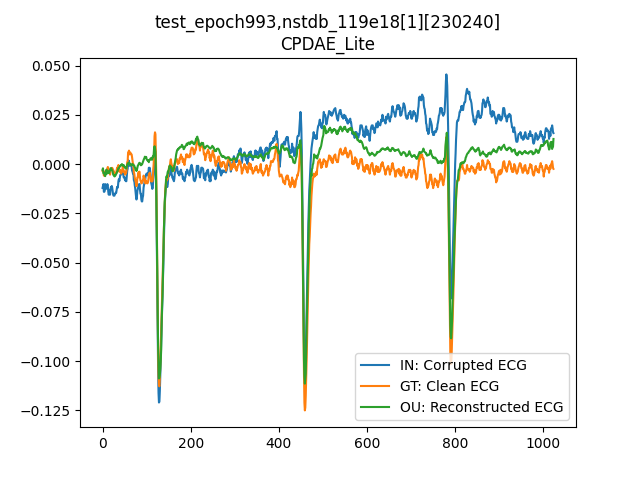 test_epoch993,nstdb_119e18[1][230240]
CPDAE_Lite
0.050
0.025
0.000
−0.025
−0.050
−0.075
−0.100
−0.125
IN: Corrupted ECG
GT: Clean ECG
OU: Reconstructed ECG
0 200 400 600 800 1000